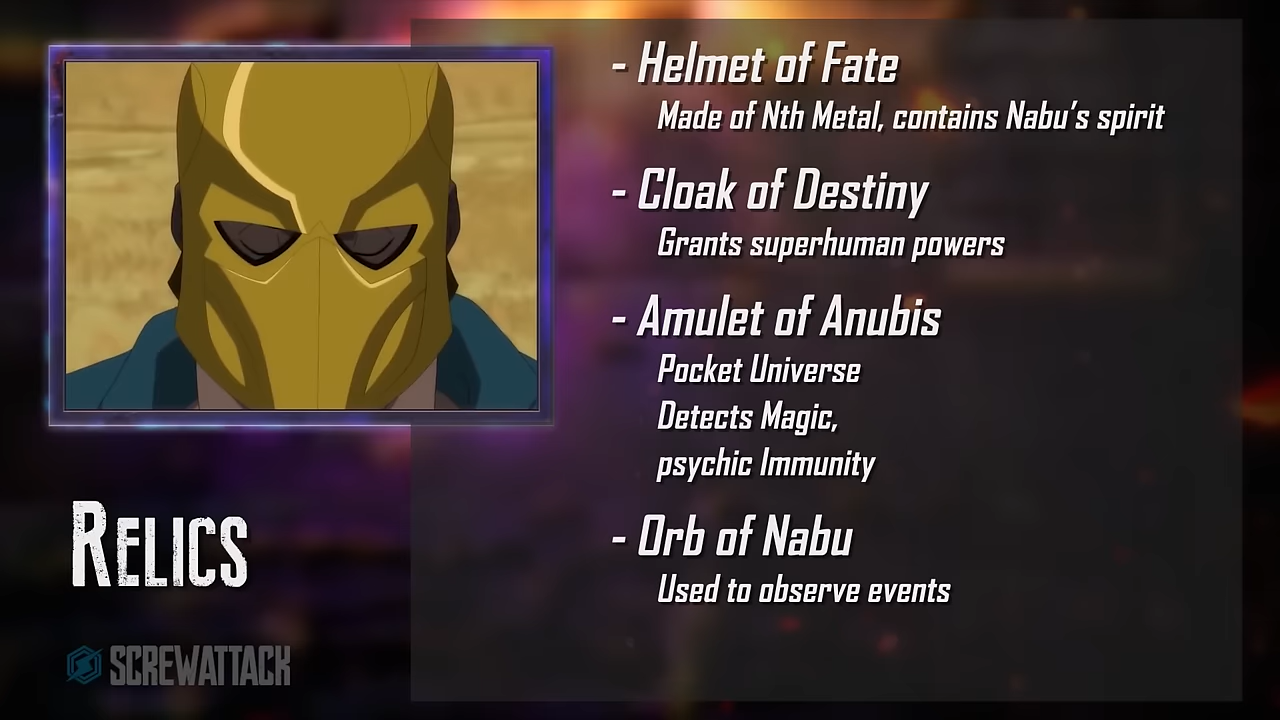 - Helmet of Fate
Made of Nth Metal, contains Nabu's spirit
- Cloak of Destiny
Grants superhuman powers
- Amulet of Anubis
Pocket Universe
Detects Magic,
psychic Immunity
- Orb of Nabu
Used to observe events
Relics
SCREWATTACK